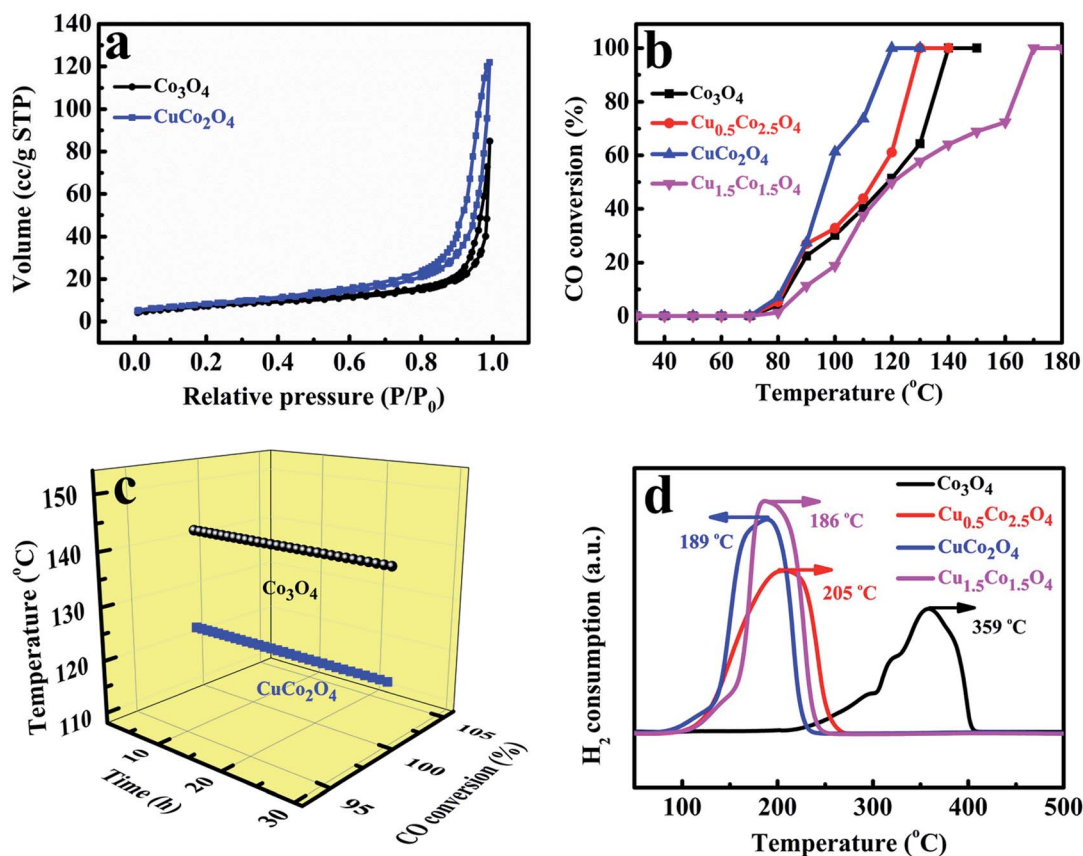 a
140
120
100
80
60
40
20
0
Volume (cc/g STP)
Co₃O₄
CuCo₂O₄
0.0 0.2 0.4 0.6 0.8 1.0
Relative pressure (P/P₀)
b
100
80
60
40
20
0
CO conversion (%)
Co₃O₄
Cu₀.₅Co₂.₅O₄
CuCo₂O₄
Cu₁.₅Co₁.₅O₄
40 60 80 100 120 140 160 180
Temperature (°C)
c
150
140
130
120
110
Temperature (°C)
Co₃O₄
CuCo₂O₄
10 20 30
Time (h)
95 100 105
CO conversion (%)
d
H₂ consumption (a.u.)
Co₃O₄
Cu₀.₅Co₂.₅O₄
CuCo₂O₄
Cu₁.₅Co₁.₅O₄
186 °C
189 °C
205 °C
359 °C
100 200 300 400 500
Temperature (°C)